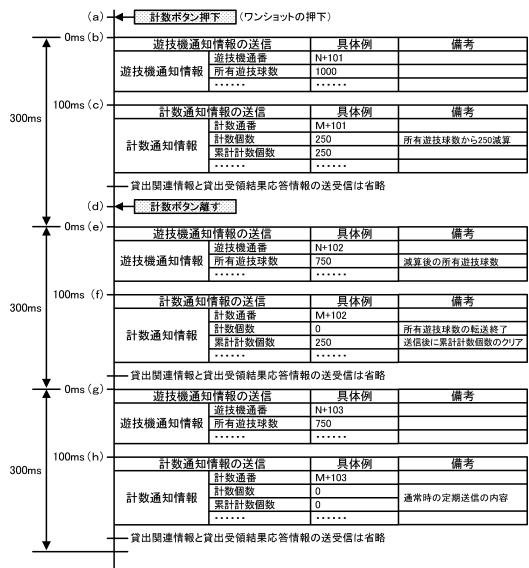 (a) 計数ボタン押下 (ワンショットの押下)
0ms (b)
遊技機通知情報の送信 具体例 備考
遊技機通知情報 遊技機通番 N+101
所有遊技球数 1000
・・・・・・ ・・・・・・
300ms
100ms (c)
計数通知情報の送信 具体例 備考
計数通知情報 計数通番 M+101
計数個数 250 所有遊技球数から250減算
累計計数個数 250
・・・・・・ ・・・・・・
貸出関連情報と貸出受領結果応答情報の送受信は省略
(d) 計数ボタン離す
0ms (e)
遊技機通知情報の送信 具体例 備考
遊技機通知情報 遊技機通番 N+102
所有遊技球数 750 減算後の所有遊技球数
・・・・・・ ・・・・・・
300ms
100ms (f)
計数通知情報の送信 具体例 備考
計数通知情報 計数通番 M+102
計数個数 0 所有遊技球数の転送終了
累計計数個数 250 送信後に累計計数個数のクリア
・・・・・・ ・・・・・・
貸出関連情報と貸出受領結果応答情報の送受信は省略
0ms (g)
遊技機通知情報の送信 具体例 備考
遊技機通知情報 遊技機通番 N+103
所有遊技球数 750
・・・・・・ ・・・・・・
300ms
100ms (h)
計数通知情報の送信 具体例 備考
計数通知情報 計数通番 M+103
計数個数 0 通常時の定期送信の内容
累計計数個数 0
・・・・・・ ・・・・・・
貸出関連情報と貸出受領結果応答情報の送受信は省略